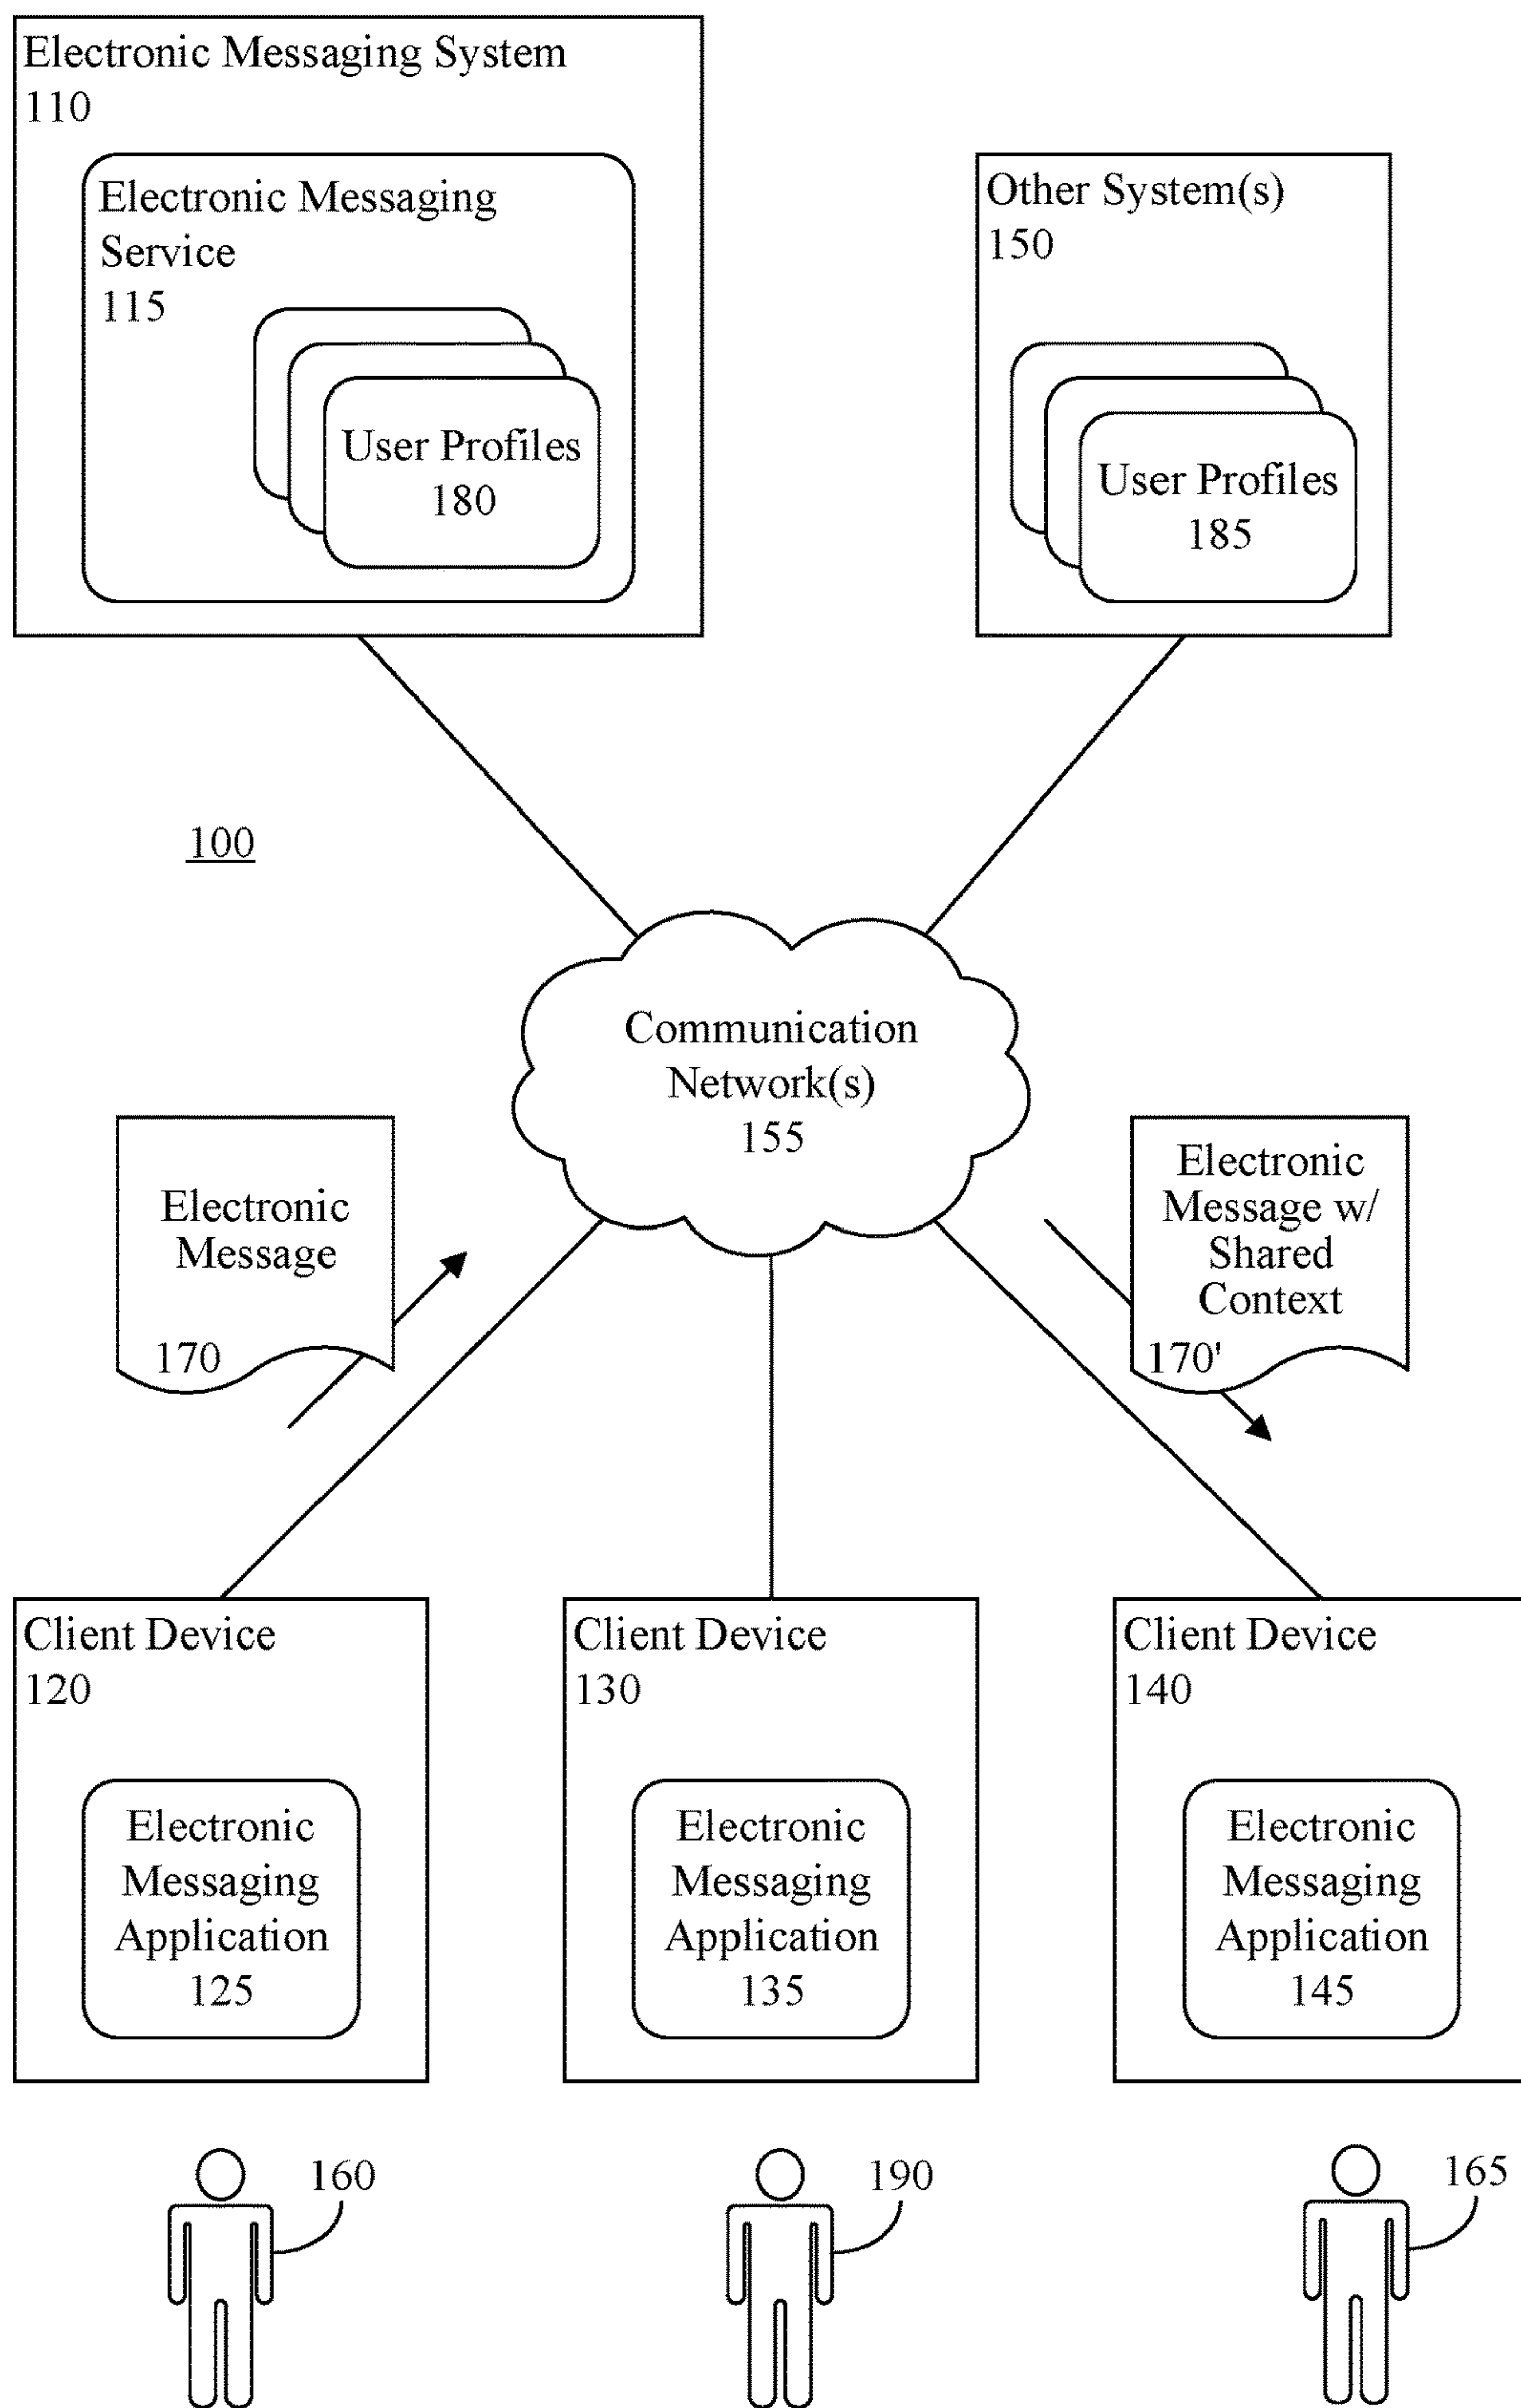 Electronic Messaging System
110
Electronic Messaging
Service
115
User Profiles
180
Other System(s)
150
User Profiles
185
100
Communication
Network(s)
155
Electronic
Message
170
Electronic
Message w/
Shared
Context
170'
Client Device
120
Electronic
Messaging
Application
125
Client Device
130
Electronic
Messaging
Application
135
Client Device
140
Electronic
Messaging
Application
145
160
190
165